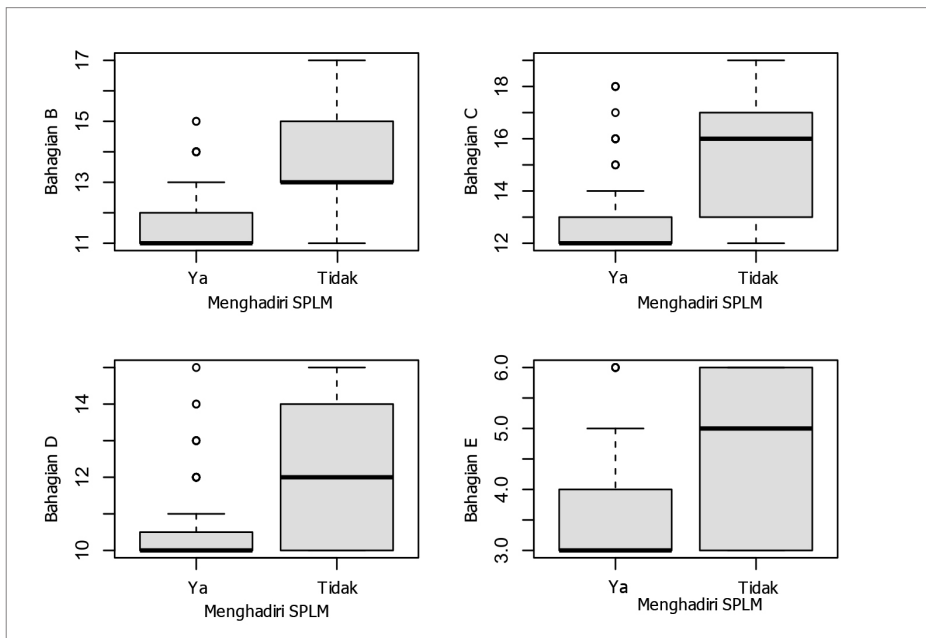 Bahagian B
17
15
13
11
Ya
Tidak
Menghadiri SPLM
Bahagian C
18
16
14
12
Ya
Tidak
Menghadiri SPLM
Bahagian D
14
12
10
Ya
Tidak
Menghadiri SPLM
Bahagian E
6.0
5.0
4.0
3.0
Ya
Tidak
Menghadiri SPLM